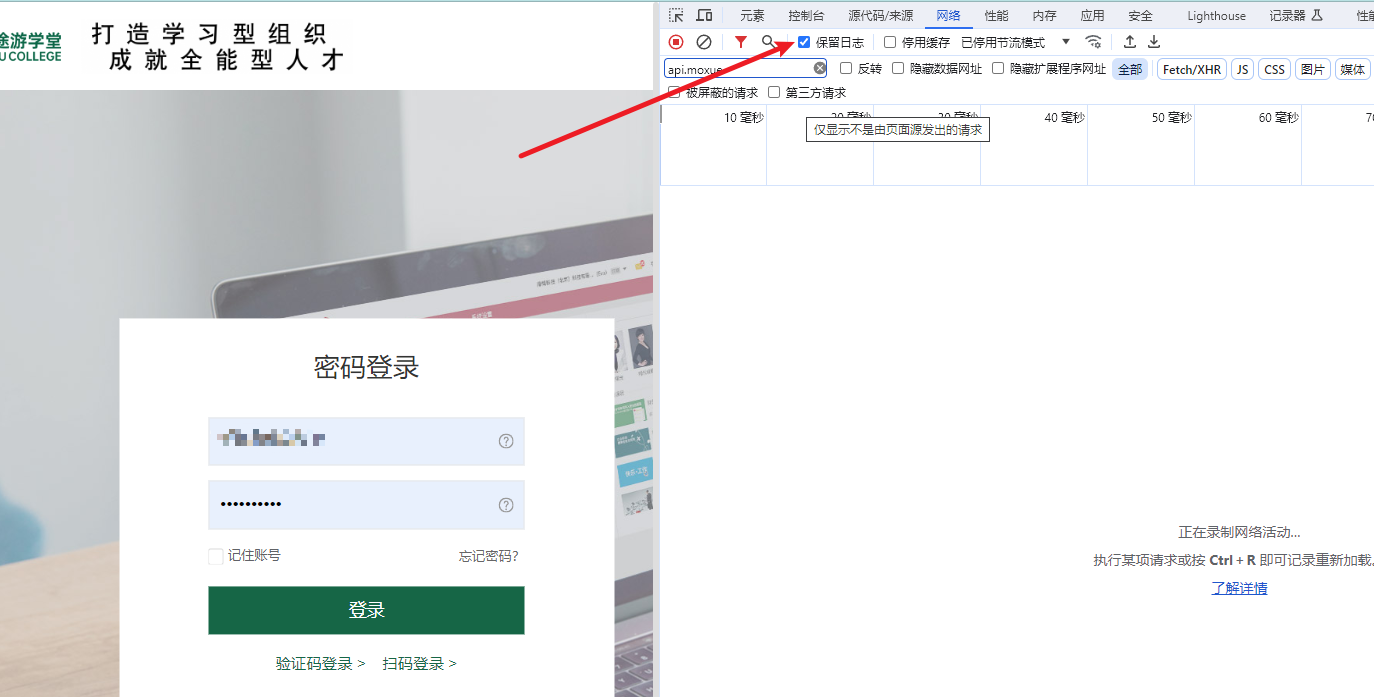 途游学堂
U COLLEGE
打 造 学 习 型 组 织
成 就 全 能 型 人 才
密码登录
••••••••••
记住账号
忘记密码?
登录
验证码登录 >
扫码登录 >
元素 控制台 源代码/来源 网络 性能 内存 应用 安全 Lighthouse 记录器 性能
保留日志 停用缓存 已停用节流模式
api.moxue 反转 隐藏数据网址 隐藏扩展程序网址 全部 Fetch/XHR JS CSS 图片 媒体
被屏蔽的请求 第三方请求
10 毫秒 20 毫秒 30 毫秒 40 毫秒 50 毫秒 60 毫秒
仅显示不是由页面源发出的请求
正在录制网络活动...
执行某项请求或按 Ctrl + R 即可记录重新加载。
了解详情